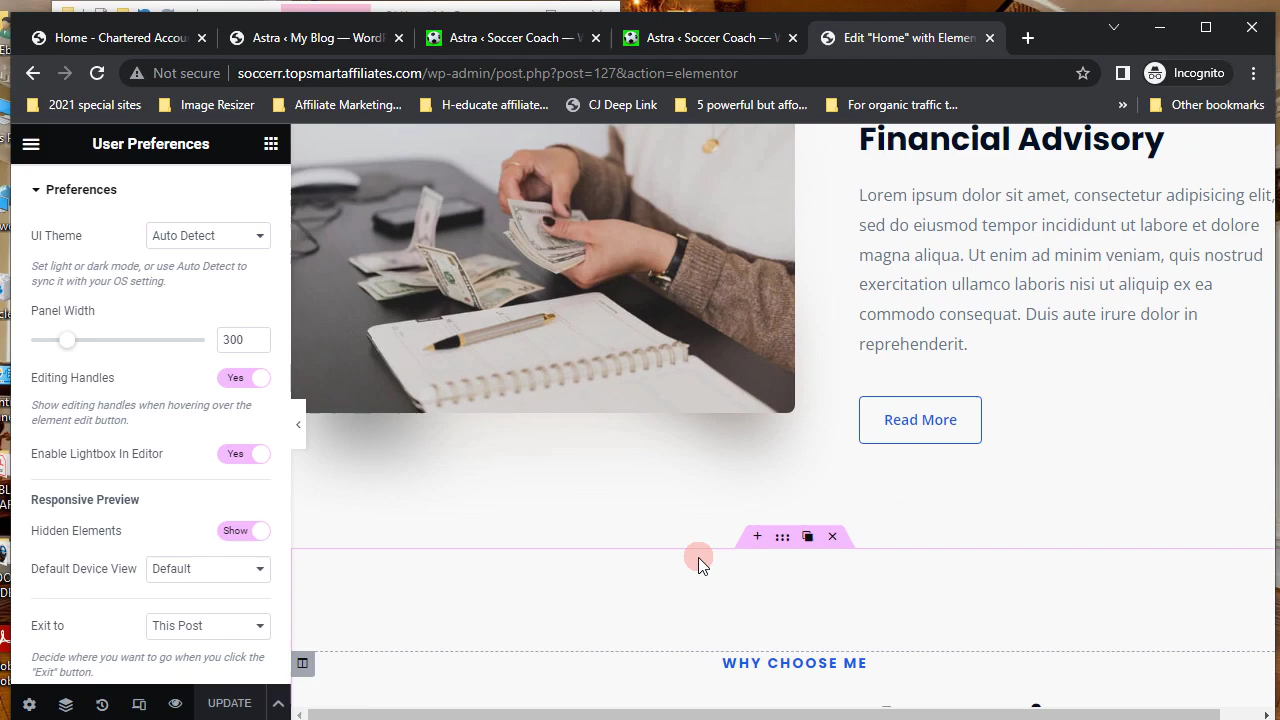 Home - Chartered Accou
Astra ‹ My Blog — Word
Astra ‹ Soccer Coach — W
Astra ‹ Soccer Coach — W
Edit "Home" with Elemen
Not secure
soccerr.topsmartaffiliates.com/wp-admin/post.php?post=127&action=elementor
Incognito
2021 special sites
Image Resizer
Affiliate Marketing...
H-educate affiliate...
CJ Deep Link
5 powerful but affo...
For organic traffic t...
»
Other bookmarks
User Preferences
Preferences
UI Theme
Auto Detect
Set light or dark mode, or use Auto Detect to
sync it with your OS setting.
Panel Width
300
Editing Handles
Yes
Show editing handles when hovering over the
element edit button.
Enable Lightbox In Editor
Yes
Responsive Preview
Hidden Elements
Show
Default Device View
Default
Exit to
This Post
Decide where you want to go when you click the
"Exit" button.
UPDATE
Financial Advisory
Lorem ipsum dolor sit amet, consectetur adipisicing elit,
sed do eiusmod tempor incididunt ut labore et dolore
magna aliqua. Ut enim ad minim veniam, quis nostrud
exercitation ullamco laboris nisi ut aliquip ex ea
commodo consequat. Duis aute irure dolor in
reprehenderit.
Read More
WHY CHOOSE ME